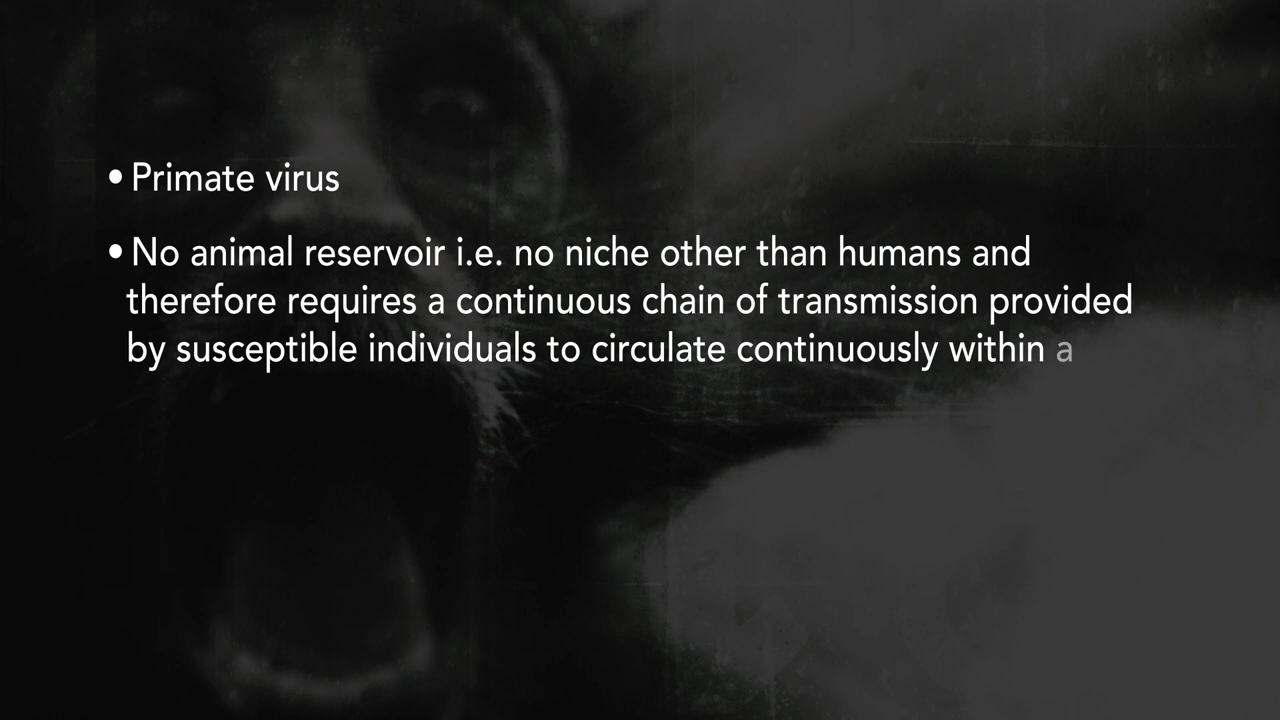 • Primate virus
• No animal reservoir i.e. no niche other than humans and
therefore requires a continuous chain of transmission provided
by susceptible individuals to circulate continuously within a